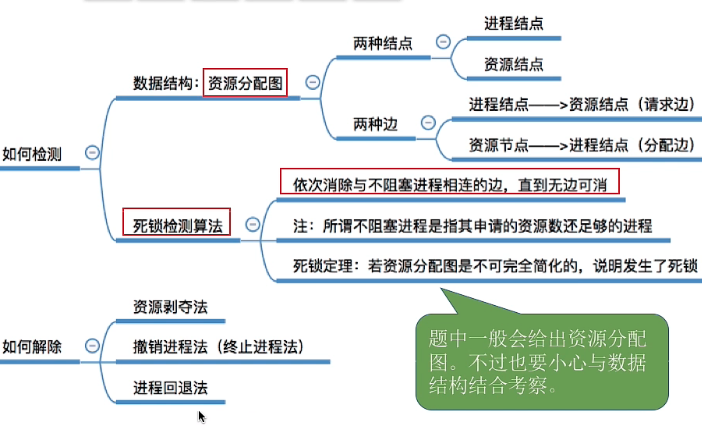 如何检测
数据结构：资源分配图
两种结点
进程结点
资源结点
两种边
进程结点——>资源结点（请求边）
资源节点——>进程结点（分配边）
死锁检测算法
依次消除与不阻塞进程相连的边，直到无边可消
注：所谓不阻塞进程是指其申请的资源数还足够的进程
死锁定理：若资源分配图是不可完全简化的，说明发生了死锁
如何解除
资源剥夺法
撤销进程法（终止进程法）
进程回退法
题中一般会给出资源分配
图。不过也要小心与数据
结构结合考察。